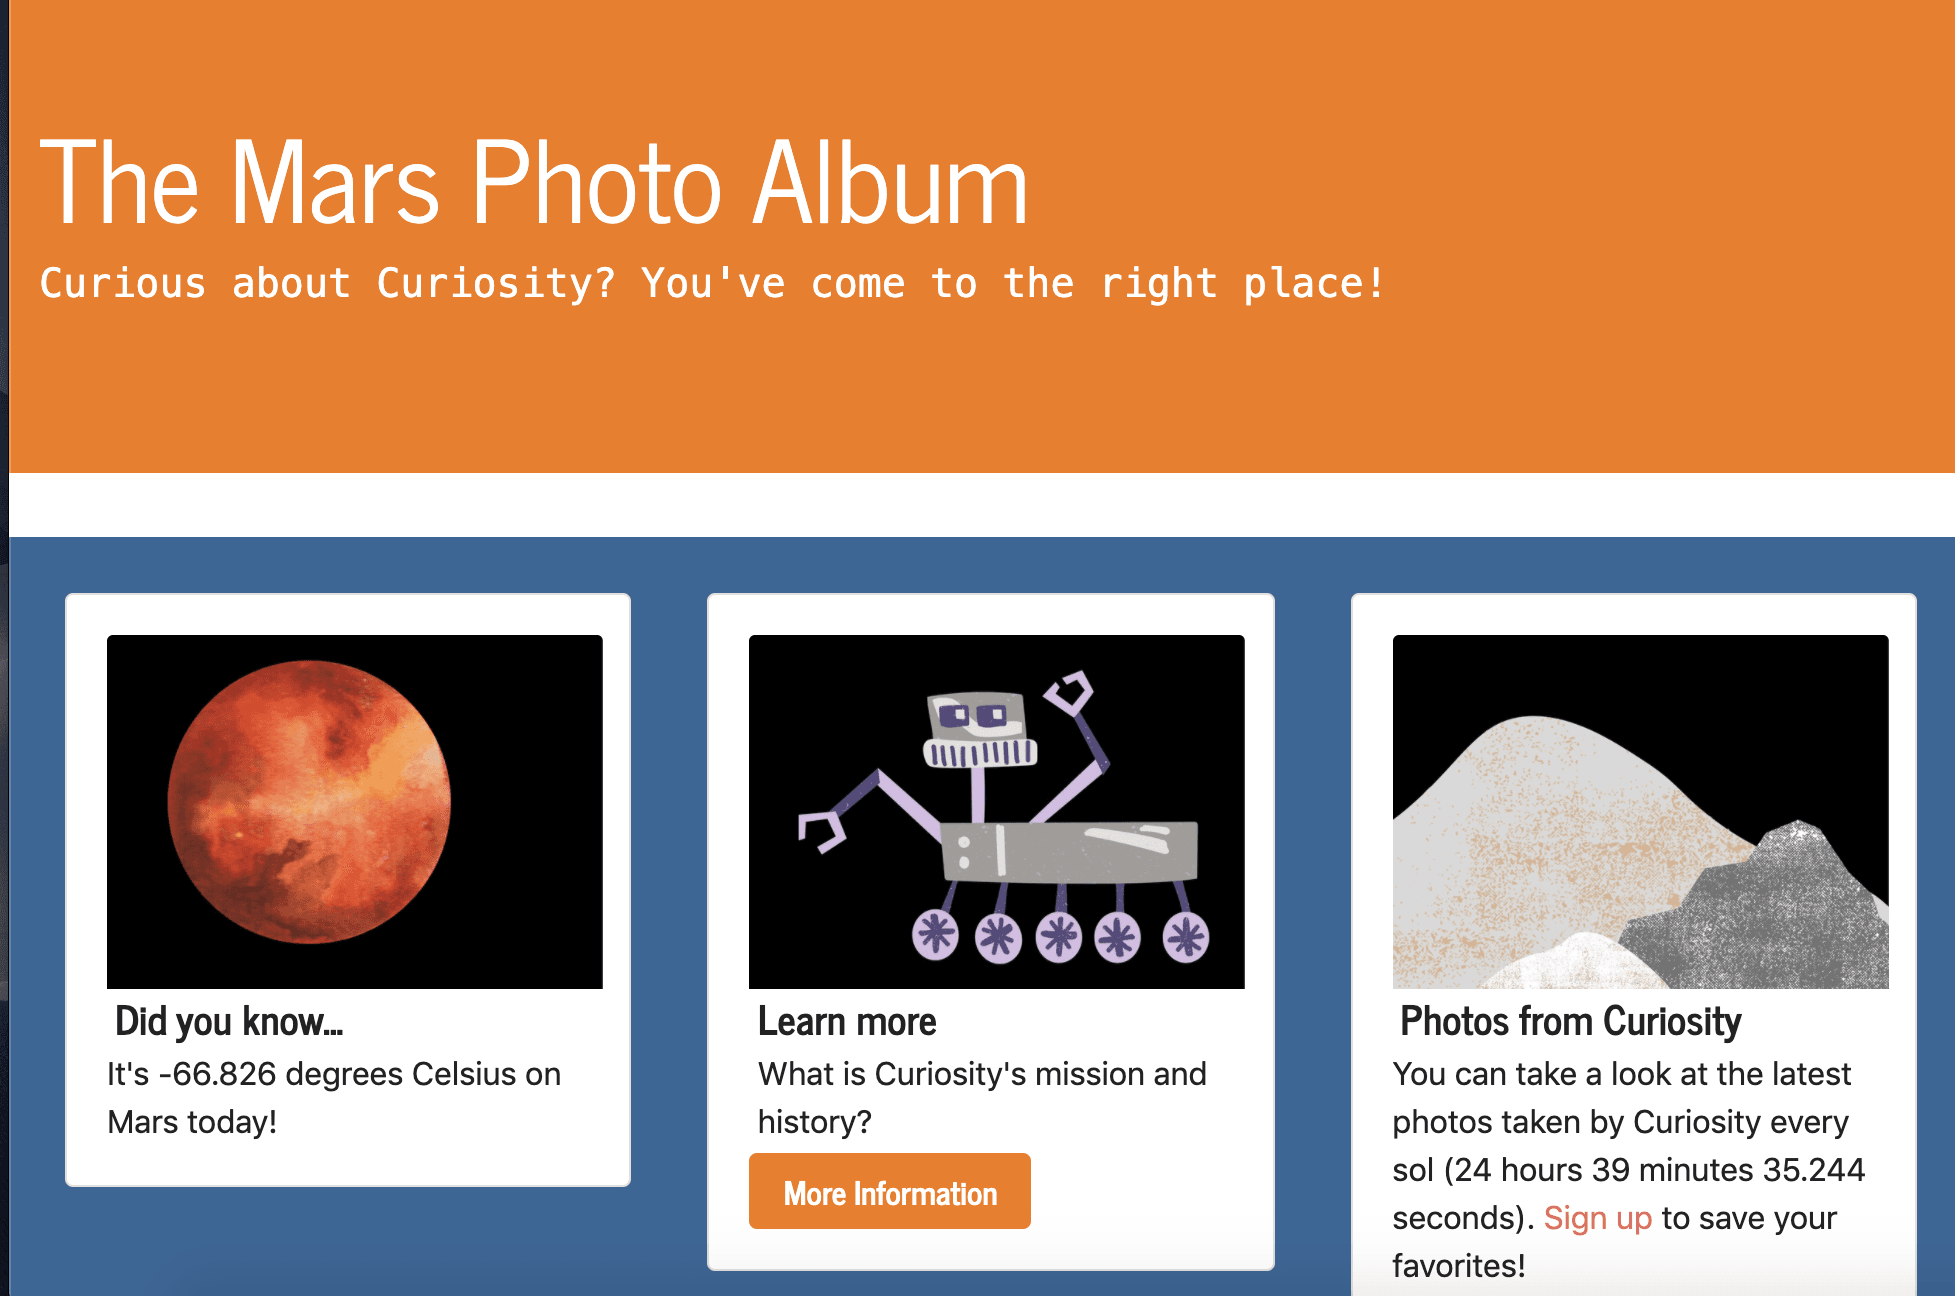 The Mars Photo Album
Curious about Curiosity? You've come to the right place!
Did you know...
It's -66.826 degrees Celsius on
Mars today!
Learn more
What is Curiosity's mission and
history?
More Information
Photos from Curiosity
You can take a look at the latest
photos taken by Curiosity every
sol (24 hours 39 minutes 35.244
seconds). Sign up to save your
favorites!